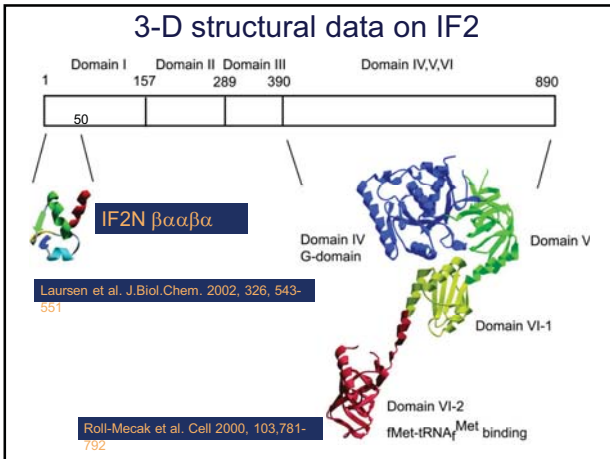 3-D structural data on IF2
Domain I Domain II Domain III Domain IV,V,VI
1 157 289 390 890
50
IF2N βααβα
Domain IV
G-domain
Domain V
Laursen et al. J.Biol.Chem. 2002, 326, 543-
551
Domain VI-1
Domain VI-2
fMet-tRNAfMet binding
Roll-Mecak et al. Cell 2000, 103,781-
792